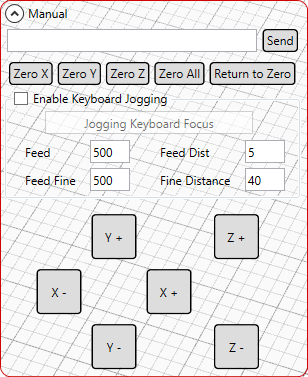 Manual
Send
Zero X Zero Y Zero Z Zero All Return to Zero
Enable Keyboard Jogging
Jogging Keyboard Focus
Feed 500 Feed Dist 5
Feed Fine 500 Fine Distance 40
Y + Z +
X - X +
Y - Z -